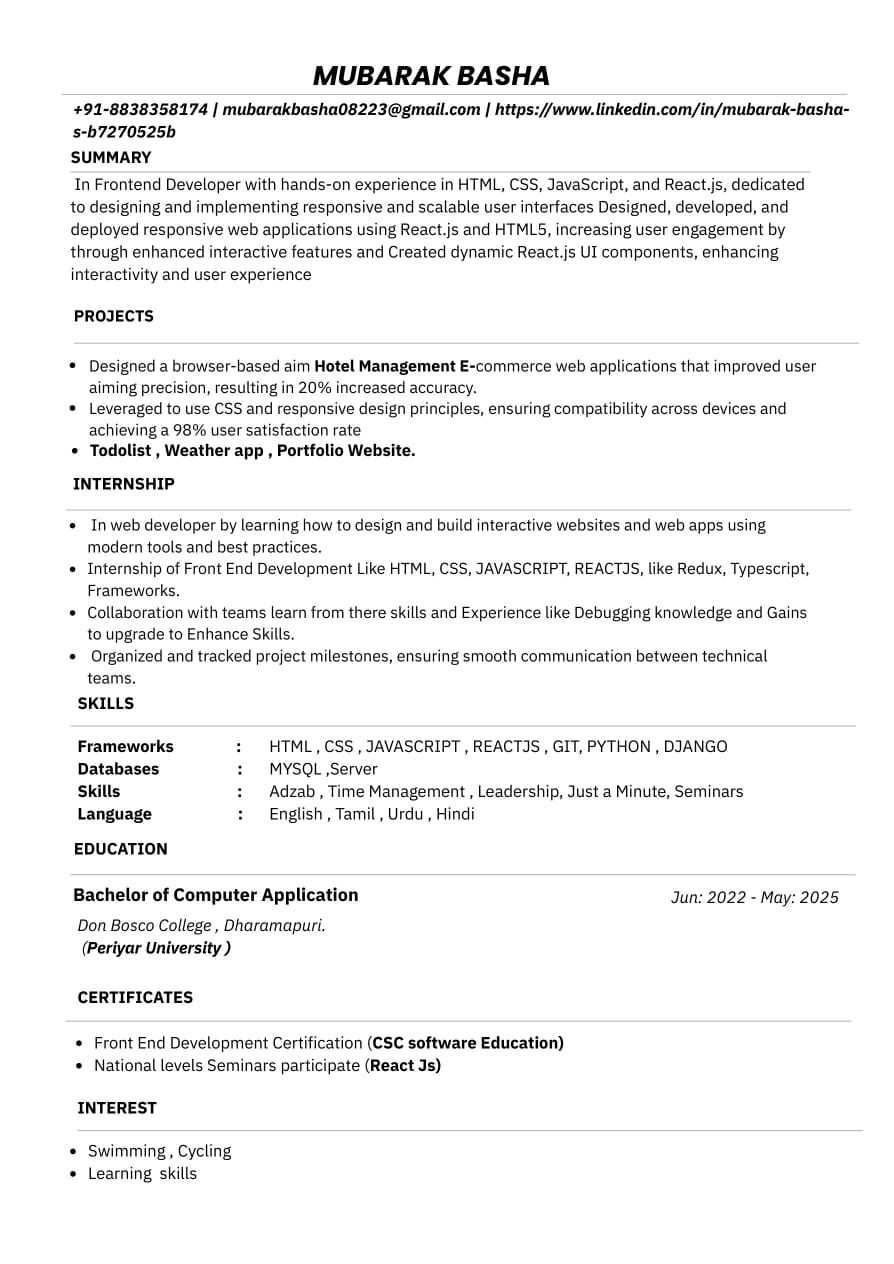 MUBARAK BASHA
+91-8838358174 | mubarakbasha08223@gmail.com | https://www.linkedin.com/in/mubarak-basha-
s-b7270525b
SUMMARY
In Frontend Developer with hands-on experience in HTML, CSS, JavaScript, and React.js, dedicated
to designing and implementing responsive and scalable user interfaces Designed, developed, and
deployed responsive web applications using React.js and HTML5, increasing user engagement by
through enhanced interactive features and Created dynamic React.js UI components, enhancing
interactivity and user experience
PROJECTS
• Designed a browser-based aim Hotel Management E-commerce web applications that improved user
aiming precision, resulting in 20% increased accuracy.
• Leveraged to use CSS and responsive design principles, ensuring compatibility across devices and
achieving a 98% user satisfaction rate
• Todolist , Weather app , Portfolio Website.
INTERNSHIP
• In web developer by learning how to design and build interactive websites and web apps using
modern tools and best practices.
• Internship of Front End Development Like HTML, CSS, JAVASCRIPT, REACTJS, like Redux, Typescript,
Frameworks.
• Collaboration with teams learn from there skills and Experience like Debugging knowledge and Gains
to upgrade to Enhance Skills.
• Organized and tracked project milestones, ensuring smooth communication between technical
teams.
SKILLS
Frameworks : HTML , CSS , JAVASCRIPT , REACTJS , GIT, PYTHON , DJANGO
Databases : MYSQL ,Server
Skills : Adzab , Time Management , Leadership, Just a Minute, Seminars
Language : English , Tamil , Urdu , Hindi
EDUCATION
Bachelor of Computer Application Jun: 2022 - May: 2025
Don Bosco College , Dharamapuri.
(Periyar University )
CERTIFICATES
• Front End Development Certification (CSC software Education)
• National levels Seminars participate (React Js)
INTEREST
• Swimming , Cycling
• Learning skills